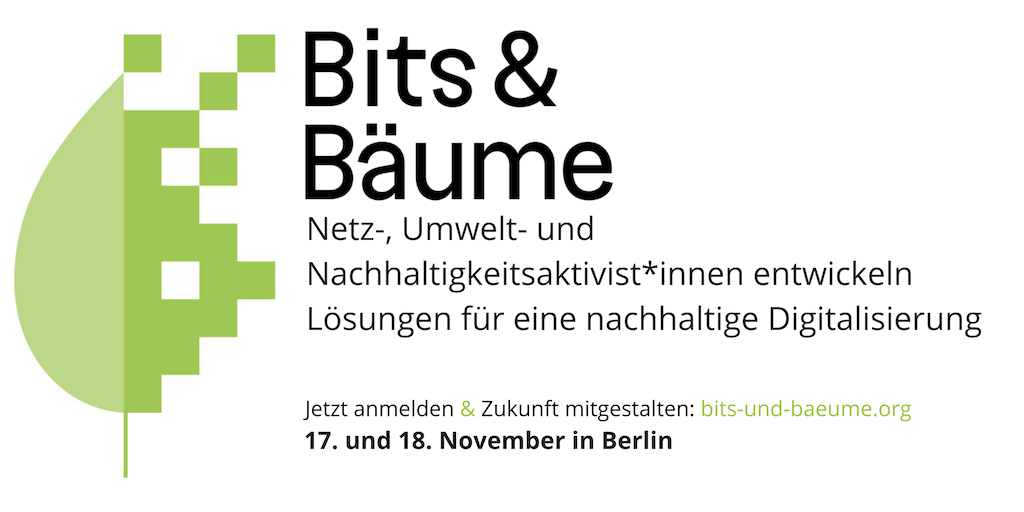 Bits &
Bäume
Netz-, Umwelt- und
Nachhaltigkeitsaktivist*innen entwickeln
Lösungen für eine nachhaltige Digitalisierung
Jetzt anmelden & Zukunft mitgestalten: bits-und-baeume.org
17. und 18. November in Berlin